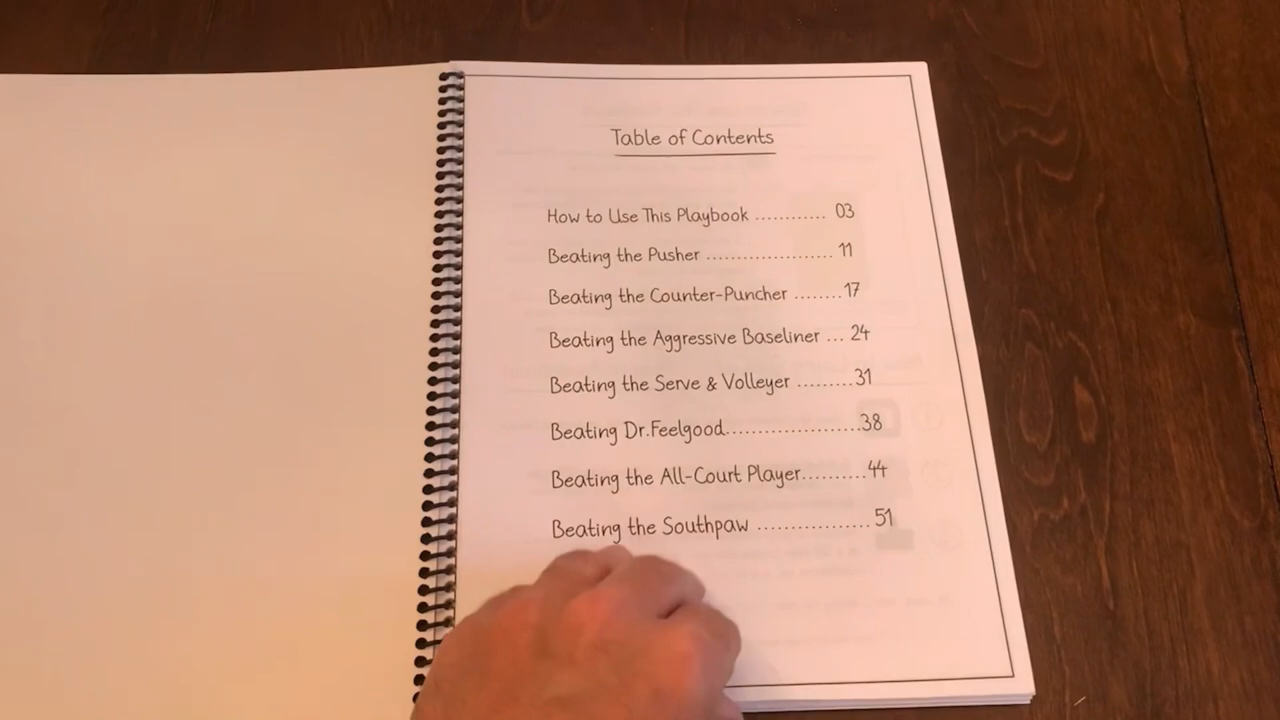 Table of Contents
How to Use This Playbook ............ 03
Beating the Pusher ..................... 11
Beating the Counter-Puncher ........17
Beating the Aggressive Baseliner ... 24
Beating the Serve & Volleyer .........31
Beating Dr.Feelgood.....................38
Beating the All-Court Player..........44
Beating the Southpaw ................. 51